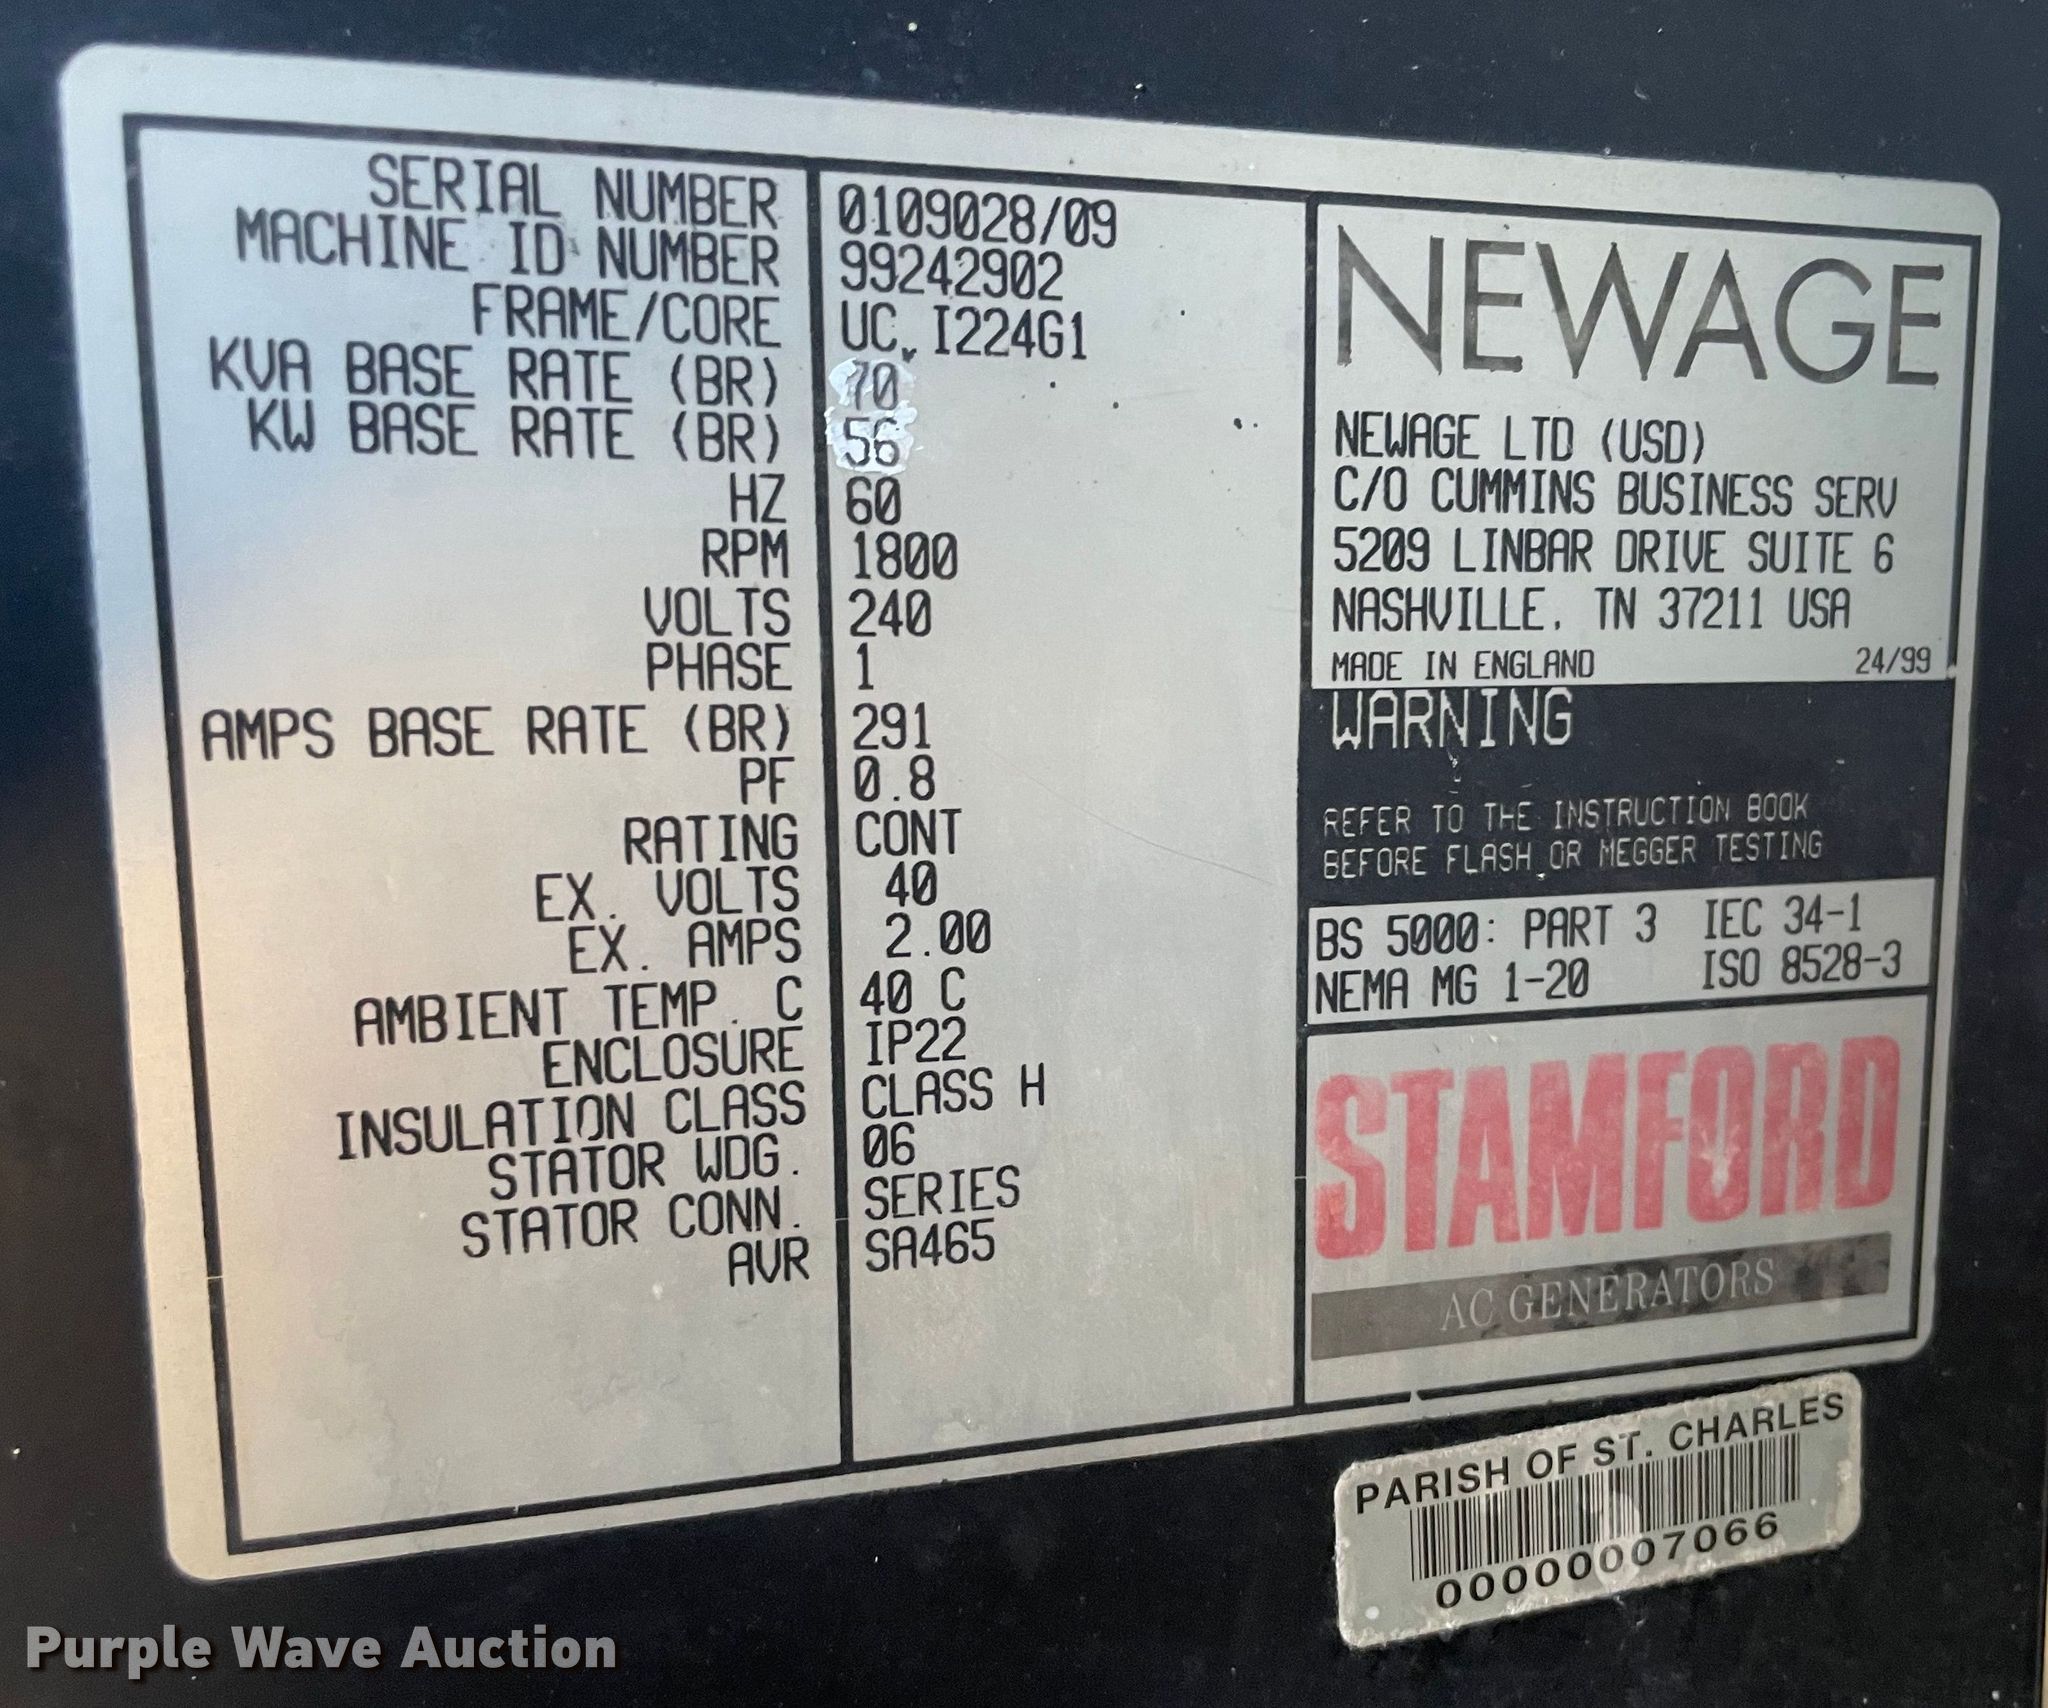 SERIAL NUMBER 0109028/09
MACHINE ID NUMBER 99242902
FRAME/CORE UC. I224G1
KVA BASE RATE (BR) 70
KW BASE RATE (BR) 56
HZ 60
RPM 1800
VOLTS 240
PHASE 1
AMPS BASE RATE (BR) 291
PF 0.8
RATING CONT
EX. VOLTS 40
EX. AMPS 2.00
AMBIENT TEMP. C 40 C
ENCLOSURE IP22
INSULATION CLASS CLASS H
STATOR WDG. 06
STATOR CONN. SERIES
AVR SA465
NEWAGE
NEWAGE LTD (USD)
C/O CUMMINS BUSINESS SERV
5209 LINBAR DRIVE SUITE 6
NASHVILLE, TN 37211 USA
MADE IN ENGLAND 24/99
WARNING
REFER TO THE INSTRUCTION BOOK
BEFORE FLASH OR MEGGER TESTING
BS 5000: PART 3 IEC 34-1
NEMA MG 1-20 ISO 8528-3
STAMFORD
AC GENERATORS
PARISH OF ST. CHARLES
00000007066
Purple Wave Auction